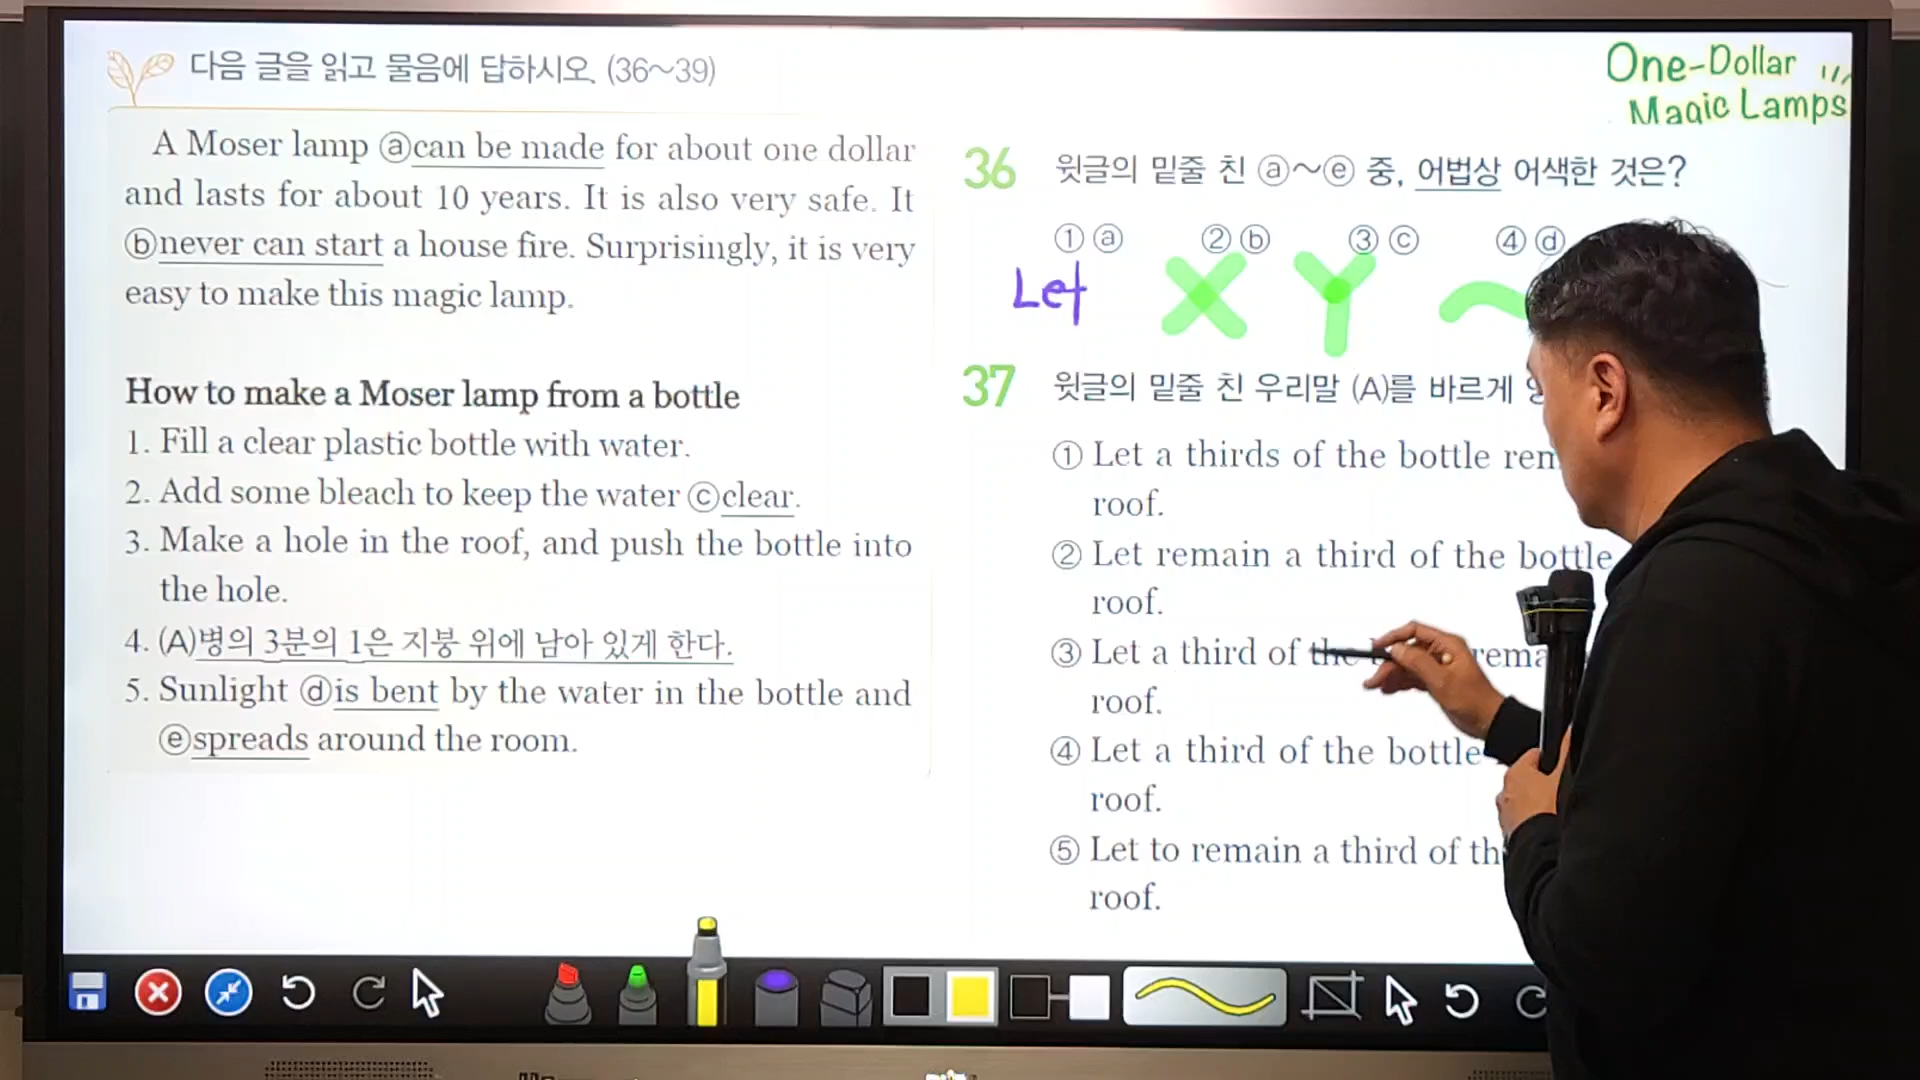 다음 글을 읽고 물음에 답하시오. (36~39)
One-Dollar
Magic Lamps
A Moser lamp ⓐcan be made for about one dollar
and lasts for about 10 years. It is also very safe. It
ⓑnever can start a house fire. Surprisingly, it is very
easy to make this magic lamp.
How to make a Moser lamp from a bottle
1. Fill a clear plastic bottle with water.
2. Add some bleach to keep the water ⓒclear.
3. Make a hole in the roof, and push the bottle into
the hole.
4. (A)병의 3분의 1은 지붕 위에 남아 있게 한다.
5. Sunlight ⓓis bent by the water in the bottle and
ⓔspreads around the room.
36 윗글의 밑줄 친 ⓐ~ⓔ 중, 어법상 어색한 것은?
① ⓐ ② ⓑ ③ ⓒ ④ ⓓ
Let X Y ~
37 윗글의 밑줄 친 우리말 (A)를 바르게
① Let a thirds of the bottle
roof.
② Let remain a third of the bottle
roof.
③ Let a third of the
roof.
④ Let a third of the bottle
roof.
⑤ Let to remain a third of
roof.